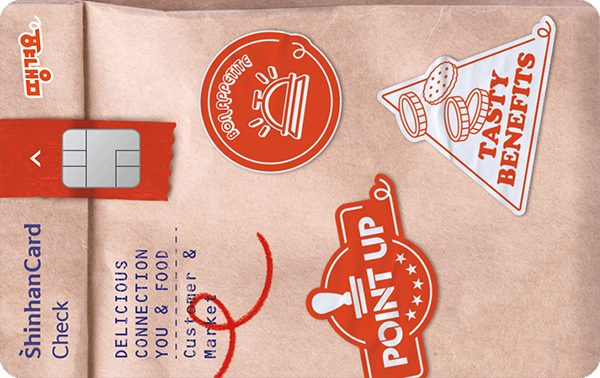 땡겨요
BON APPETITE
TASTY
BENEFITS
POINT UP
ShinhanCard
Check
DELICIOUS
CONNECTION
YOU & FOOD
Customer &
Market